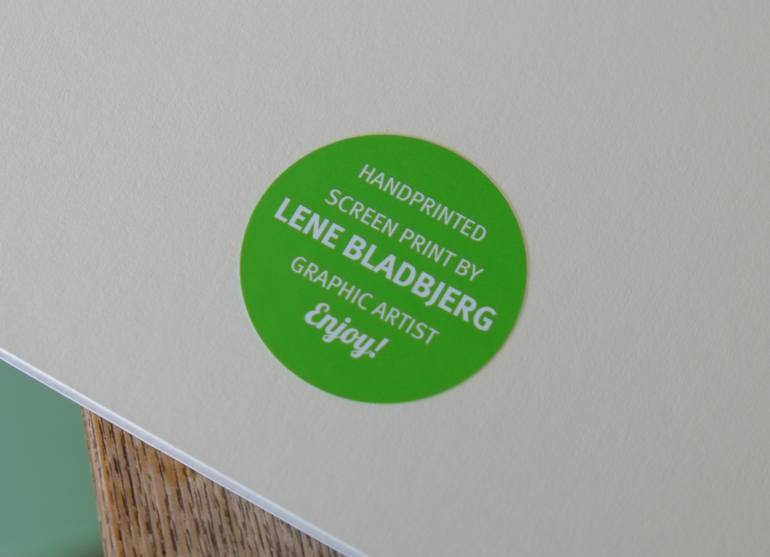 HANDPRINTED
SCREEN PRINT BY
LENE BLADBJERG
GRAPHIC ARTIST
Enjoy!